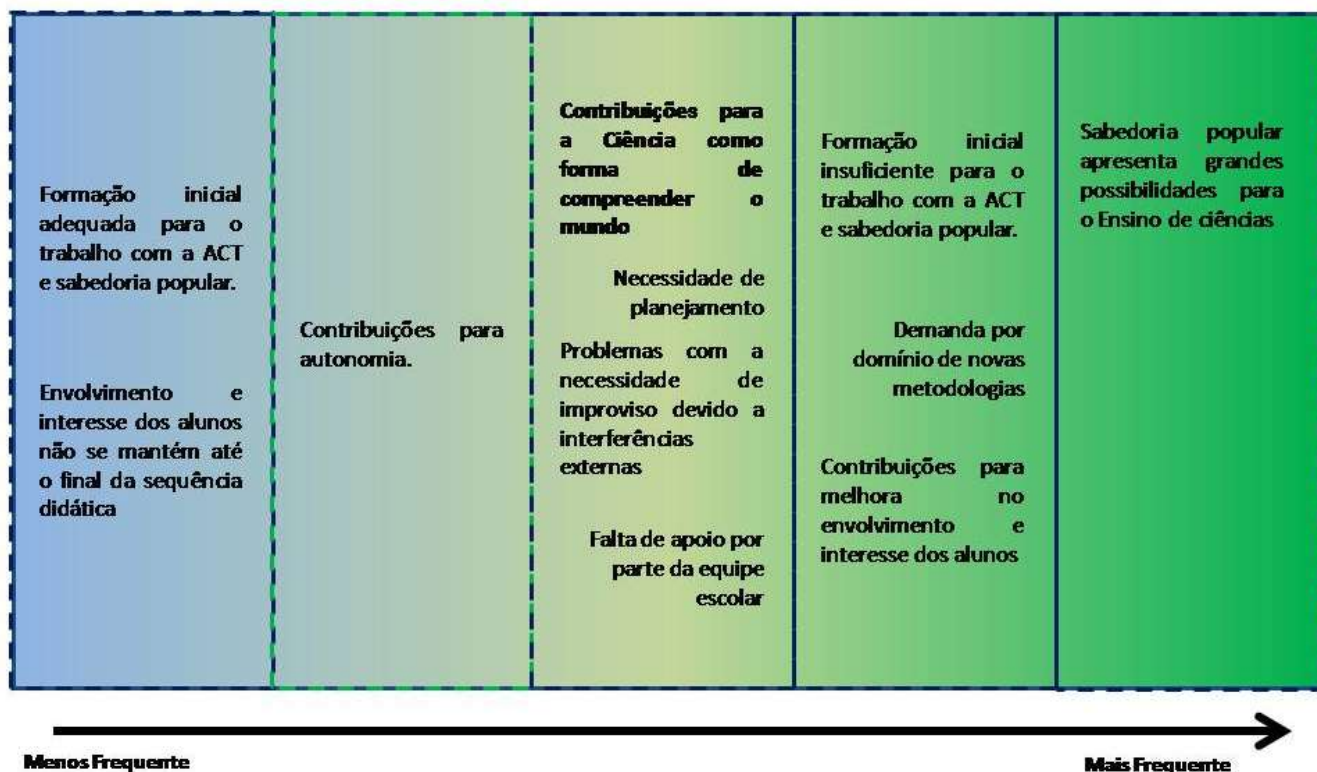 Formação inicial
adequada para o
trabalho com a ACT
e sabedoria popular.
Envolvimento e
interesse dos alunos
não se mantém até
o final da sequência
didática
Contribuições para
autonomia.
Contribuições para
a Ciência como
forma de
compreender o
mundo
Necessidade de
planejamento
Problemas com a
necessidade de
improviso devido a
interferências
externas
Falta de apoio por
parte da equipe
escolar
Formação inicial
insuficiente para o
trabalho com a ACT
e sabedoria popular.
Demanda por
domínio de novas
metodologias
Contribuições para
melhora no
envolvimento e
interesse dos alunos
Sabedoria popular
apresenta grandes
possibilidades para
o Ensino de ciências
Menos Frequente
Mais Frequente